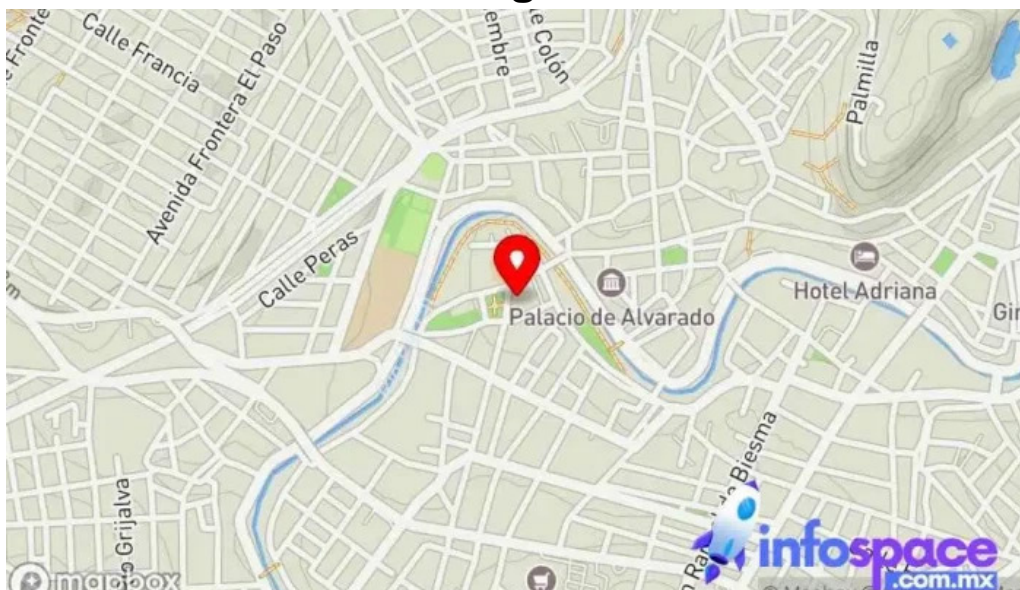 Calle Francia
Avenida Frontera El Paso
de Colón
Palmilla
Calle Peras
Palacio de Alvarado
Hotel Adriana
Biesma
Grijalva
mapbox
infospace
.com.mx